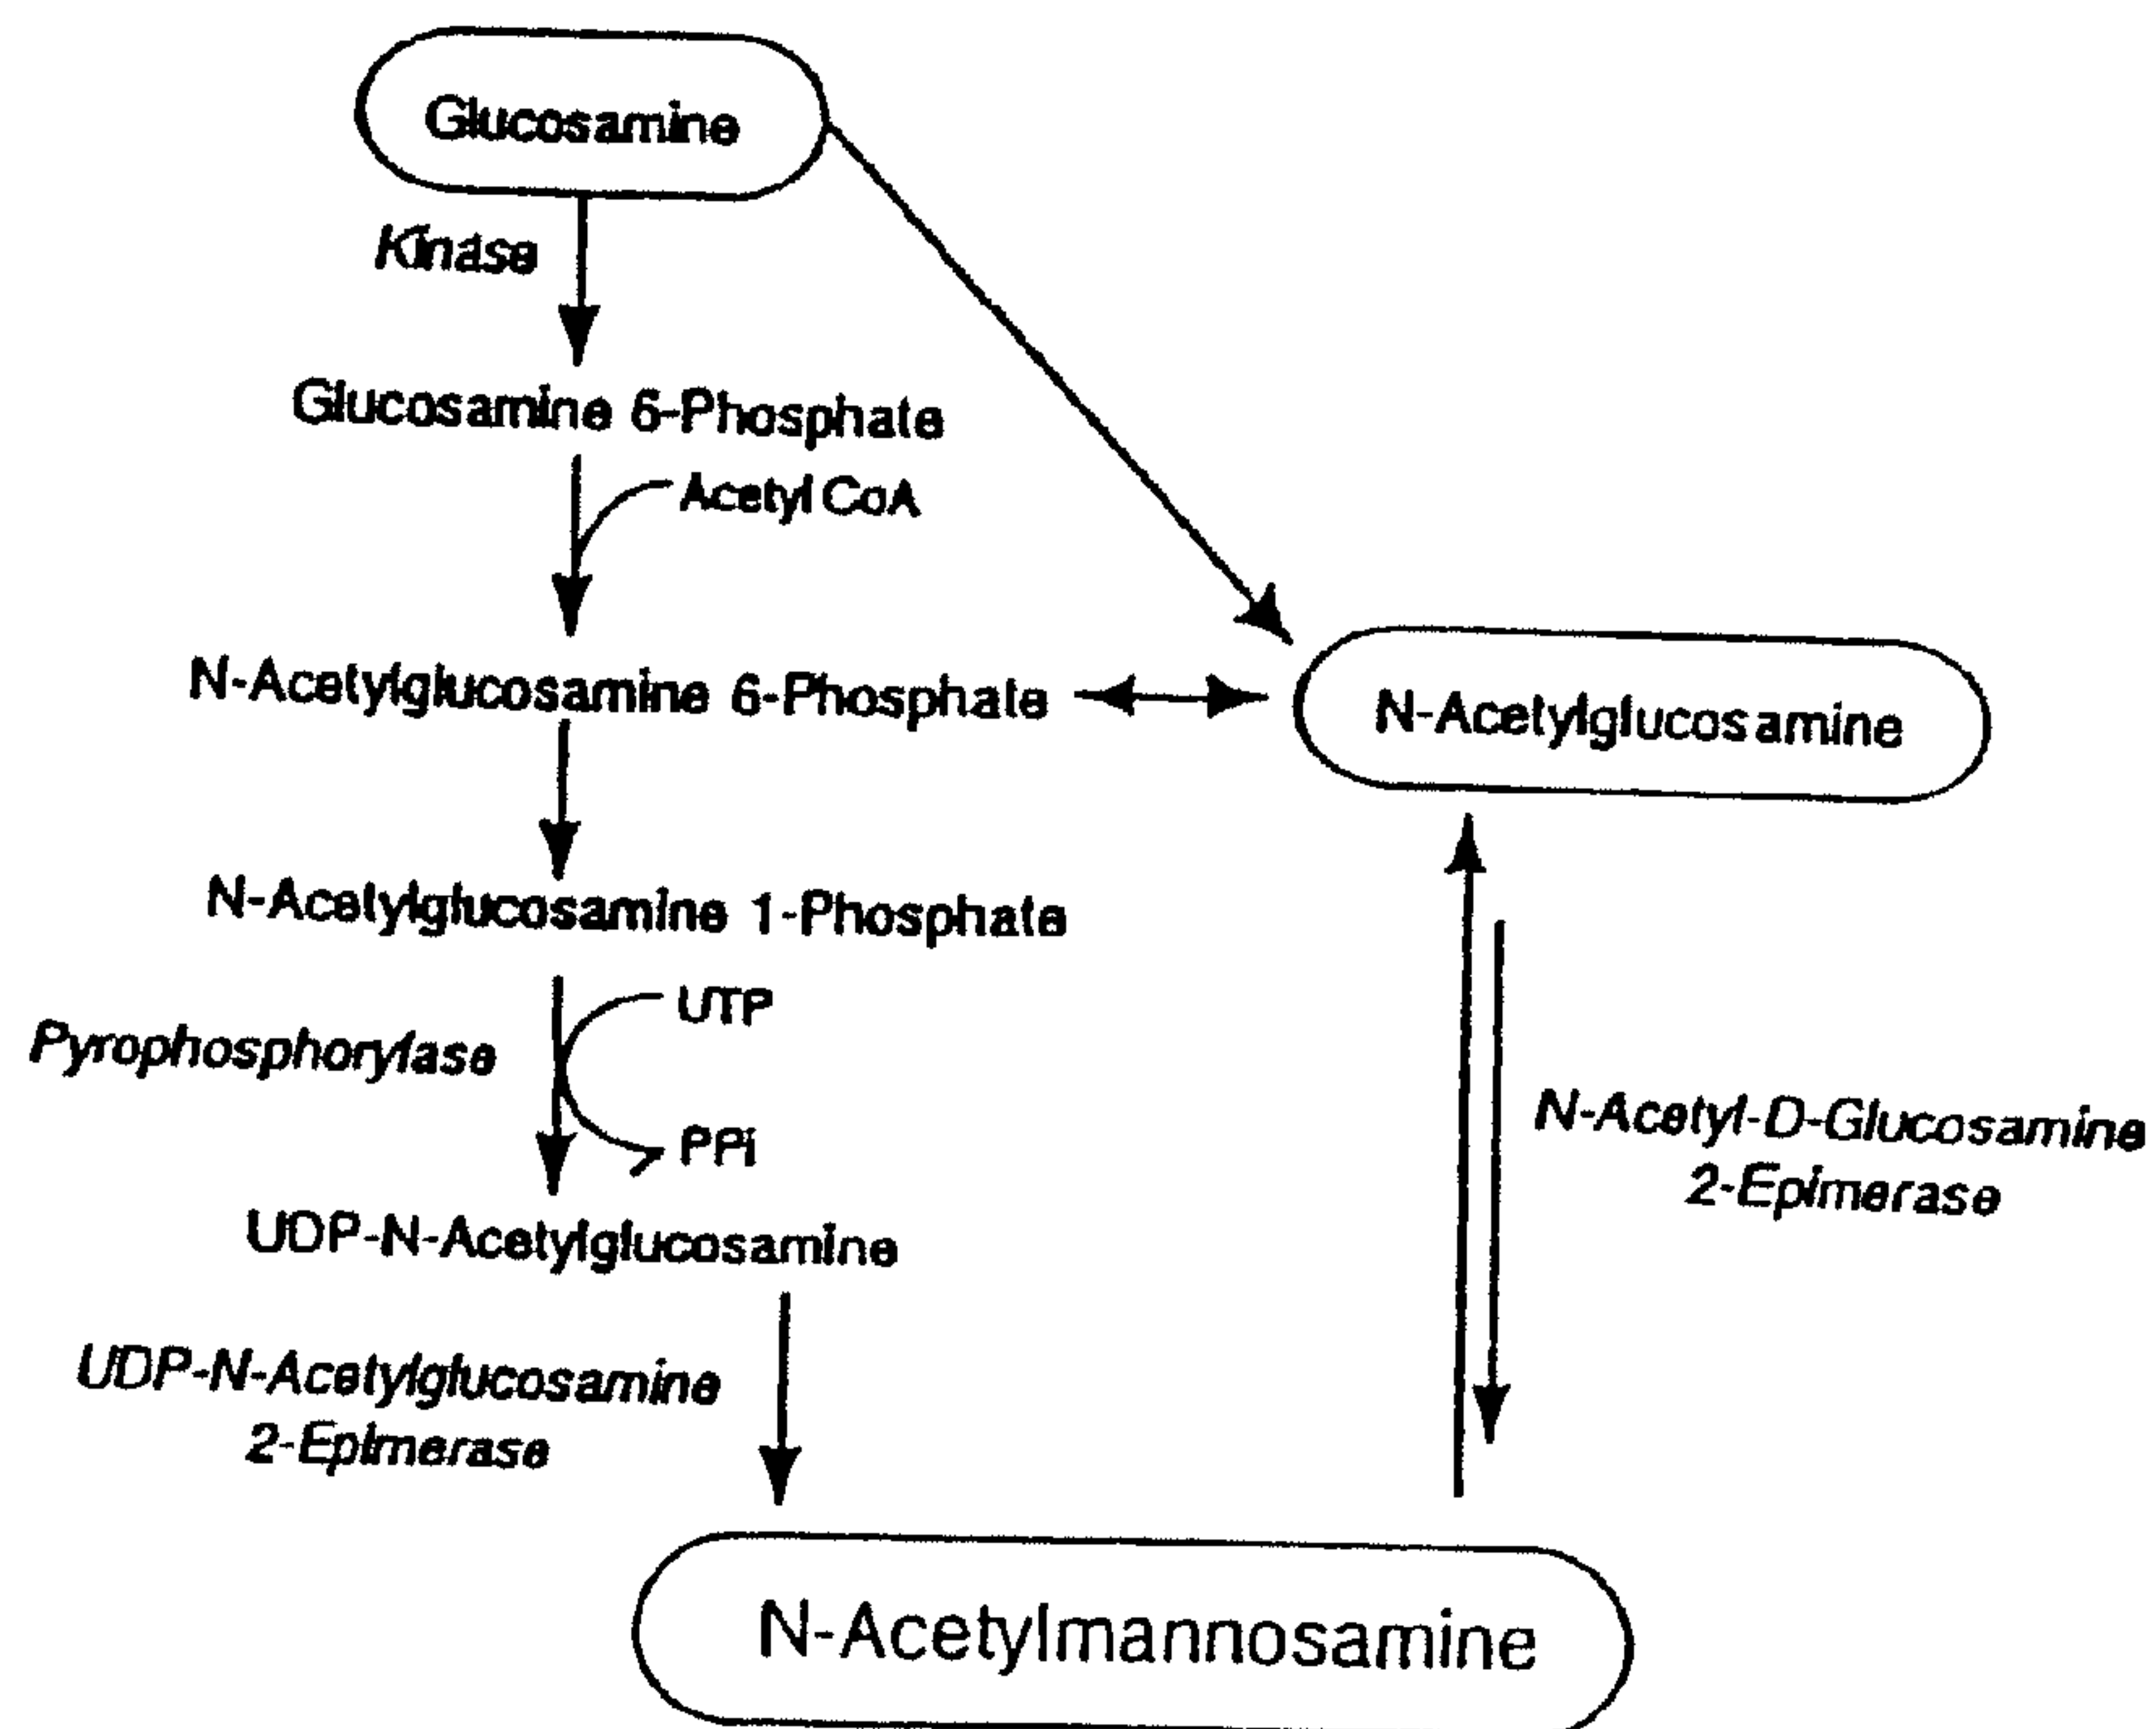 Glucosamine
Kinase
Glucosamine 6-Phosphate
Acetyl CoA
N-Acetylglucosamine 6-Phosphate
N-Acetylglucosamine
N-Acetylglucosamine 1-Phosphate
UTP
Pyrophosphorylase
PPi
N-Acetyl-D-Glucosamine
2-Epimerase
UDP-N-Acetylglucosamine
UDP-N-Acetylglucosamine
2-Epimerase
N-Acetylmannosamine